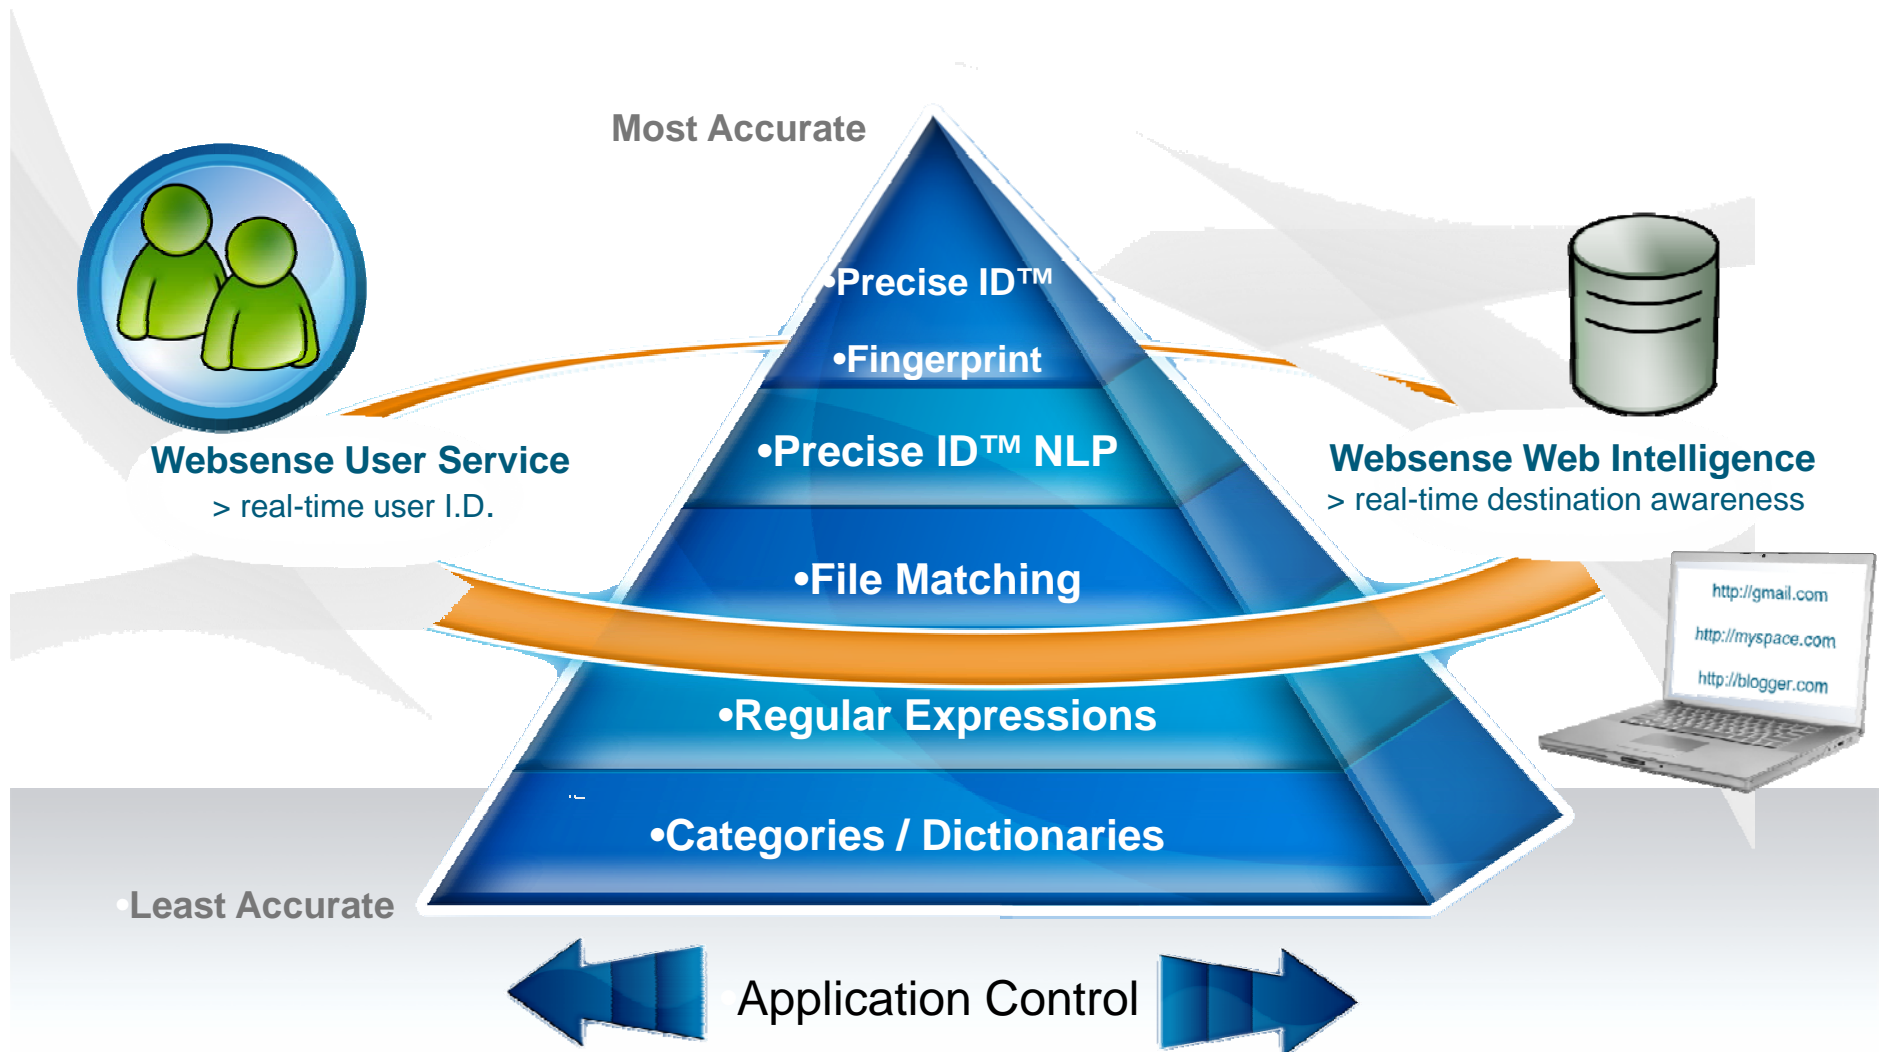 Most Accurate
•Precise ID™
•Fingerprint
•Precise ID™ NLP
•File Matching
•Regular Expressions
•Categories / Dictionaries
•Least Accurate
Websense User Service
> real-time user I.D.
Websense Web Intelligence
> real-time destination awareness
http://gmail.com
http://myspace.com
http://blogger.com
•Application Control